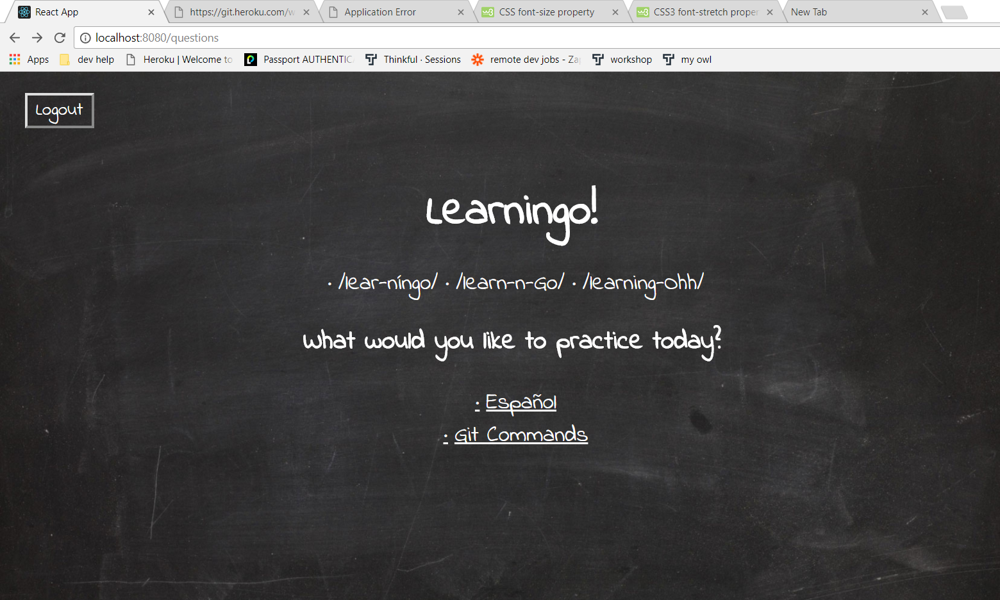 React App
https://git.heroku.com/w
Application Error
CSS font-size property
CSS3 font-stretch proper
New Tab
localhost:8080/questions
Apps
dev help
Heroku | Welcome to
Passport AUTHENTIC
Thinkful · Sessions
remote dev jobs - Zap
workshop
my owl
Logout
Learningo!
· /lear-níngo/ · /learn-n-Go/ · /learning-Ohh/
What would you like to practice today?
· Español
· Git Commands